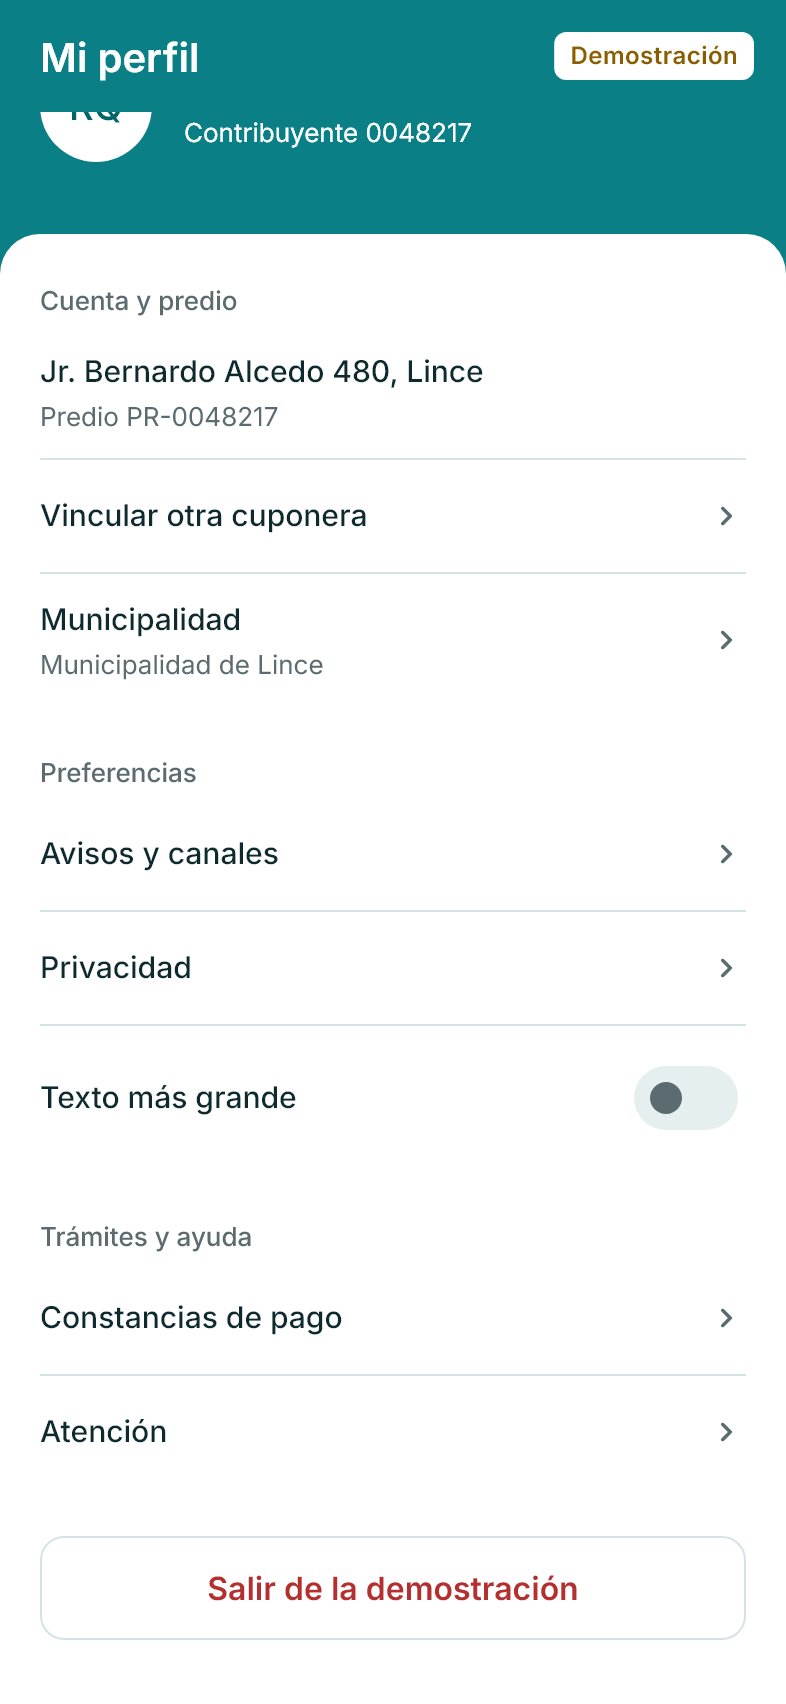 Mi perfil
Demostración
Contribuyente 0048217
Cuenta y predio
Jr. Bernardo Alcedo 480, Lince
Predio PR-0048217
Vincular otra cuponera
Municipalidad
Municipalidad de Lince
Preferencias
Avisos y canales
Privacidad
Texto más grande
Trámites y ayuda
Constancias de pago
Atención
Salir de la demostración